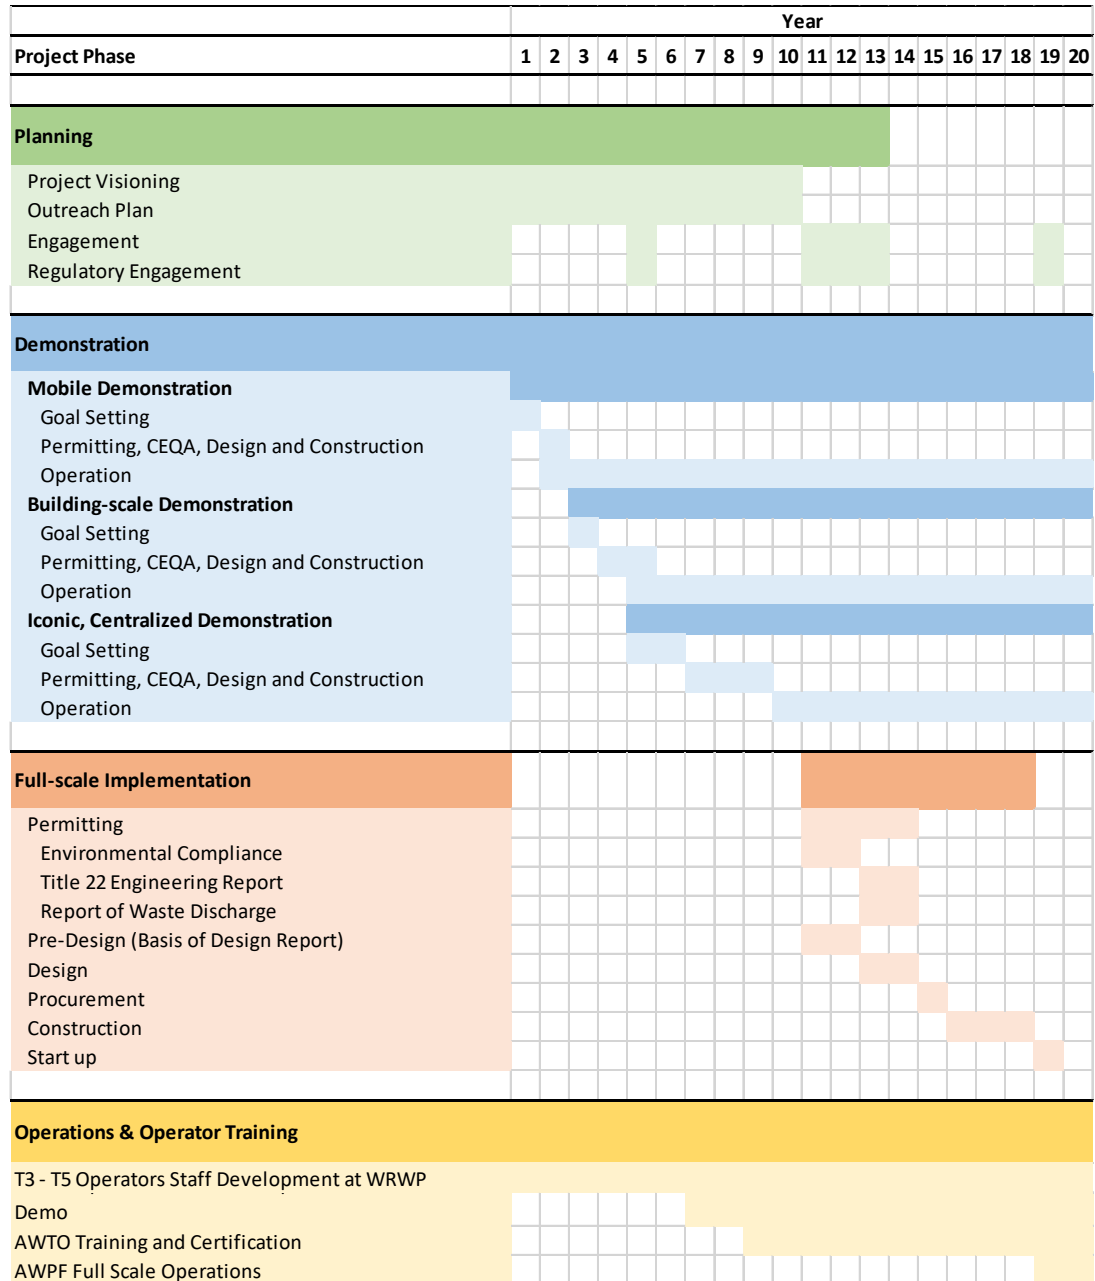 Year
Project Phase 1 2 3 4 5 6 7 8 9 10 11 12 13 14 15 16 17 18 19 20
Planning
Project Visioning
Outreach Plan
Engagement
Regulatory Engagement
Demonstration
Mobile Demonstration
Goal Setting
Permitting, CEQA, Design and Construction
Operation
Building-scale Demonstration
Goal Setting
Permitting, CEQA, Design and Construction
Operation
Iconic, Centralized Demonstration
Goal Setting
Permitting, CEQA, Design and Construction
Operation
Full-scale Implementation
Permitting
Environmental Compliance
Title 22 Engineering Report
Report of Waste Discharge
Pre-Design (Basis of Design Report)
Design
Procurement
Construction
Start up
Operations & Operator Training
T3 - T5 Operators Staff Development at WRWP
Demo
AWTO Training and Certification
AWPF Full Scale Operations